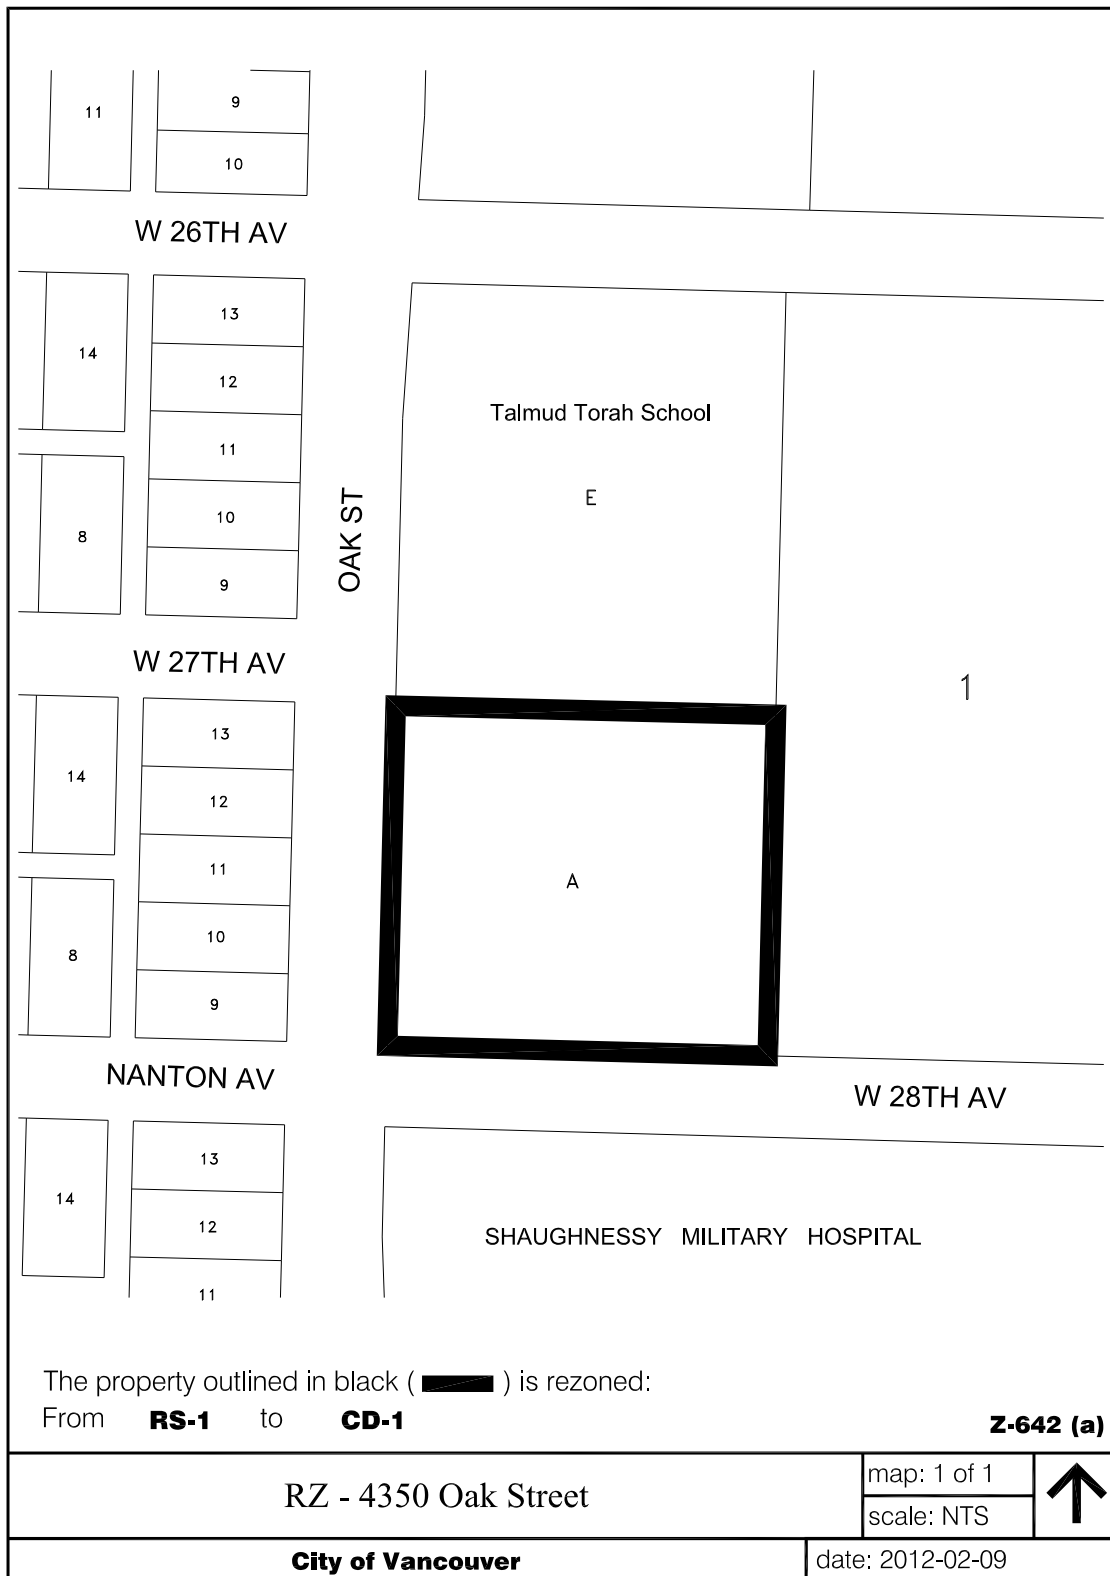 11
9
10
W 26TH AV
13
14
12
Talmud Torah School
11
E
10
8
OAK ST
9
W 27TH AV
1
13
14
12
11
A
10
8
9
NANTON AV
W 28TH AV
13
14
12
SHAUGHNESSY MILITARY HOSPITAL
11
The property outlined in black ( ) is rezoned:
From RS-1 to CD-1
Z-642 (a)
RZ - 4350 Oak Street
map: 1 of 1
scale: NTS
City of Vancouver
date: 2012-02-09